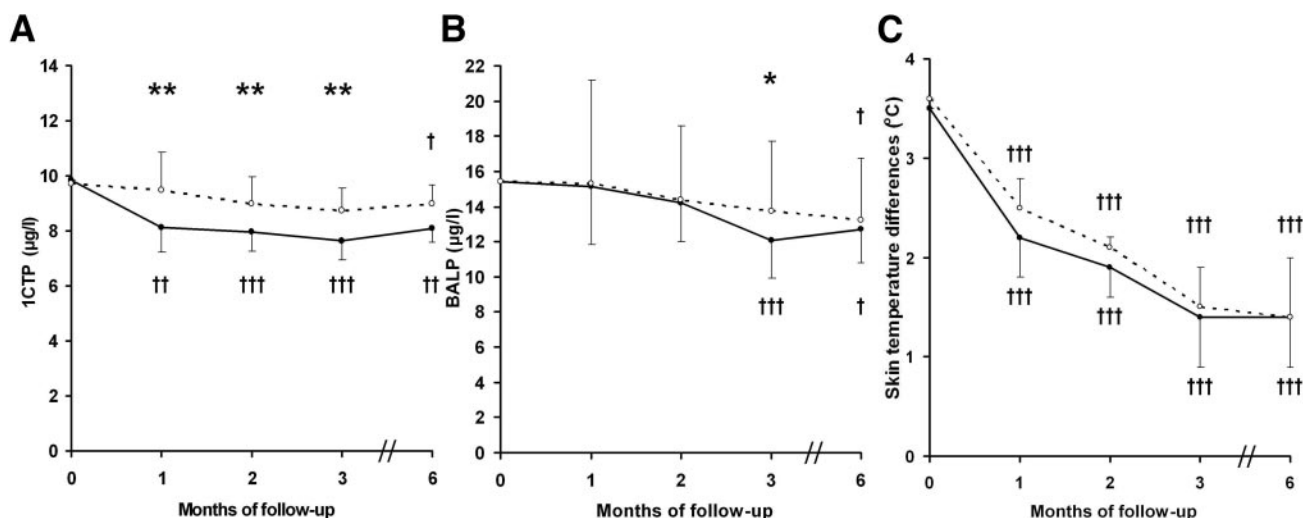 A
1CTP (µg/l)
14
12
10
8
6
4
2
0
** ** **
†
†† ††† ††† ††
0 1 2 3 // 6
Months of follow-up
B
BALP (µg/l)
22
20
18
16
14
12
10
8
6
4
2
0
*
†
††† †
0 1 2 3 // 6
Months of follow-up
C
Skin temperature differences (°C)
4
3
2
1
0
††† ††† ††† †††
††† ††† ††† †††
0 1 2 3 // 6
Months of follow-up